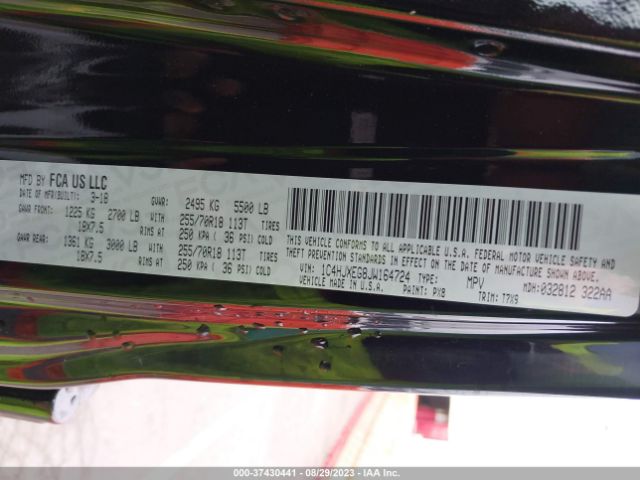 MFD BY FCA US LLC
DATE OF MFR(BUILT): 3-18 GVWR: 2495 KG 5500 LB
GAWR FRONT: 1225 KG 2700 LB WITH 255/70R18 113T TIRES
18X7.5 RIMS AT 250 KPA ( 36 PSI) COLD
GAWR REAR: 1361 KG 3000 LB WITH 255/70R18 113T TIRES
18X7.5 RIMS AT 250 KPA ( 36 PSI) COLD
THIS VEHICLE CONFORMS TO ALL APPLICABLE U.S.A. FEDERAL MOTOR VEHICLE SAFETY
AND THEFT PREVENTION STANDARDS IN EFFECT ON THE DATE OF MANUFACTURE SHOWN ABOVE.
VIN: 1C4HJXEG8JW164724 TYPE: MPV MDH: 032812 322AA
VEHICLE MADE IN U.S.A. PAINT: PX8 TRIM: T7X9
000-37430441 - 08/29/2023 - IAA Inc.